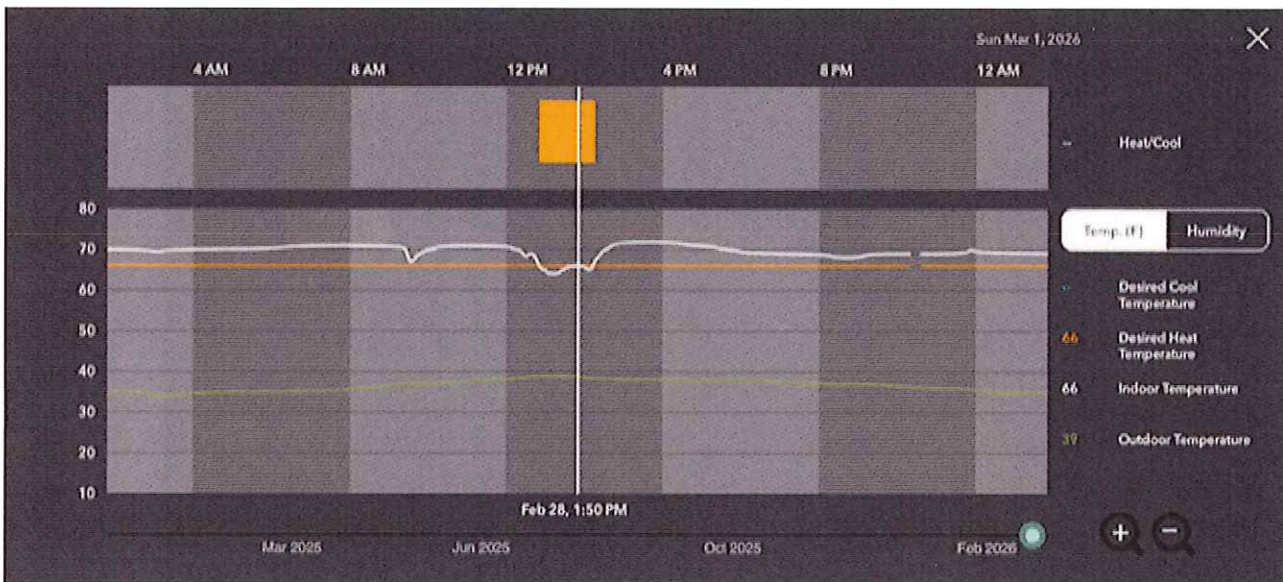 Sun Mar 1, 2026
4 AM 8 AM 12 PM 4 PM 8 PM 12 AM
-- Heat/Cool
80
70
60
50
40
30
20
10
Temp. (F) Humidity
-- Desired Cool
Temperature
66 Desired Heat
Temperature
66 Indoor Temperature
39 Outdoor Temperature
Feb 28, 1:50 PM
Mar 2025 Jun 2025 Oct 2025 Feb 2026